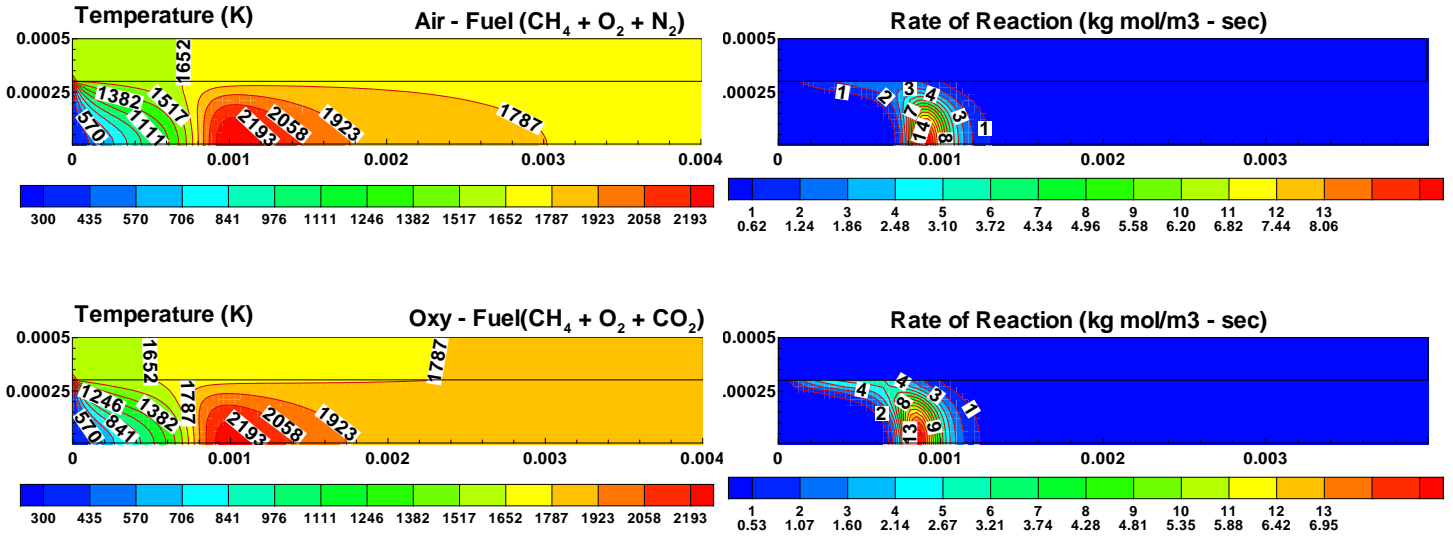 Temperature (K)
Air - Fuel (CH4 + O2 + N2)
0.0005
0.00025
1652
1382
1517
570
1111
2193
2058
1923
1787
0 0.001 0.002 0.003 0.004
300 435 570 706 841 976 1111 1246 1382 1517 1652 1787 1923 2058 2193
Rate of Reaction (kg mol/m3 - sec)
0.0005
0.00025
1 2 3 4 7 14 8 3 1
0 0.001 0.002 0.003
1 2 3 4 5 6 7 8 9 10 11 12 13
0.62 1.24 1.86 2.48 3.10 3.72 4.34 4.96 5.58 6.20 6.82 7.44 8.06
Temperature (K)
Oxy - Fuel(CH4 + O2 + CO2)
0.0005
0.00025
1652
1787
1787
1246
1382
570
841
2193
2058
1923
0 0.001 0.002 0.003 0.004
300 435 570 706 841 976 1111 1246 1382 1517 1652 1787 1923 2058 2193
Rate of Reaction (kg mol/m3 - sec)
0.0005
0.00025
4 4 3 8 1 2 13 9
0 0.001 0.002 0.003
1 2 3 4 5 6 7 8 9 10 11 12 13
0.53 1.07 1.60 2.14 2.67 3.21 3.74 4.28 4.81 5.35 5.88 6.42 6.95